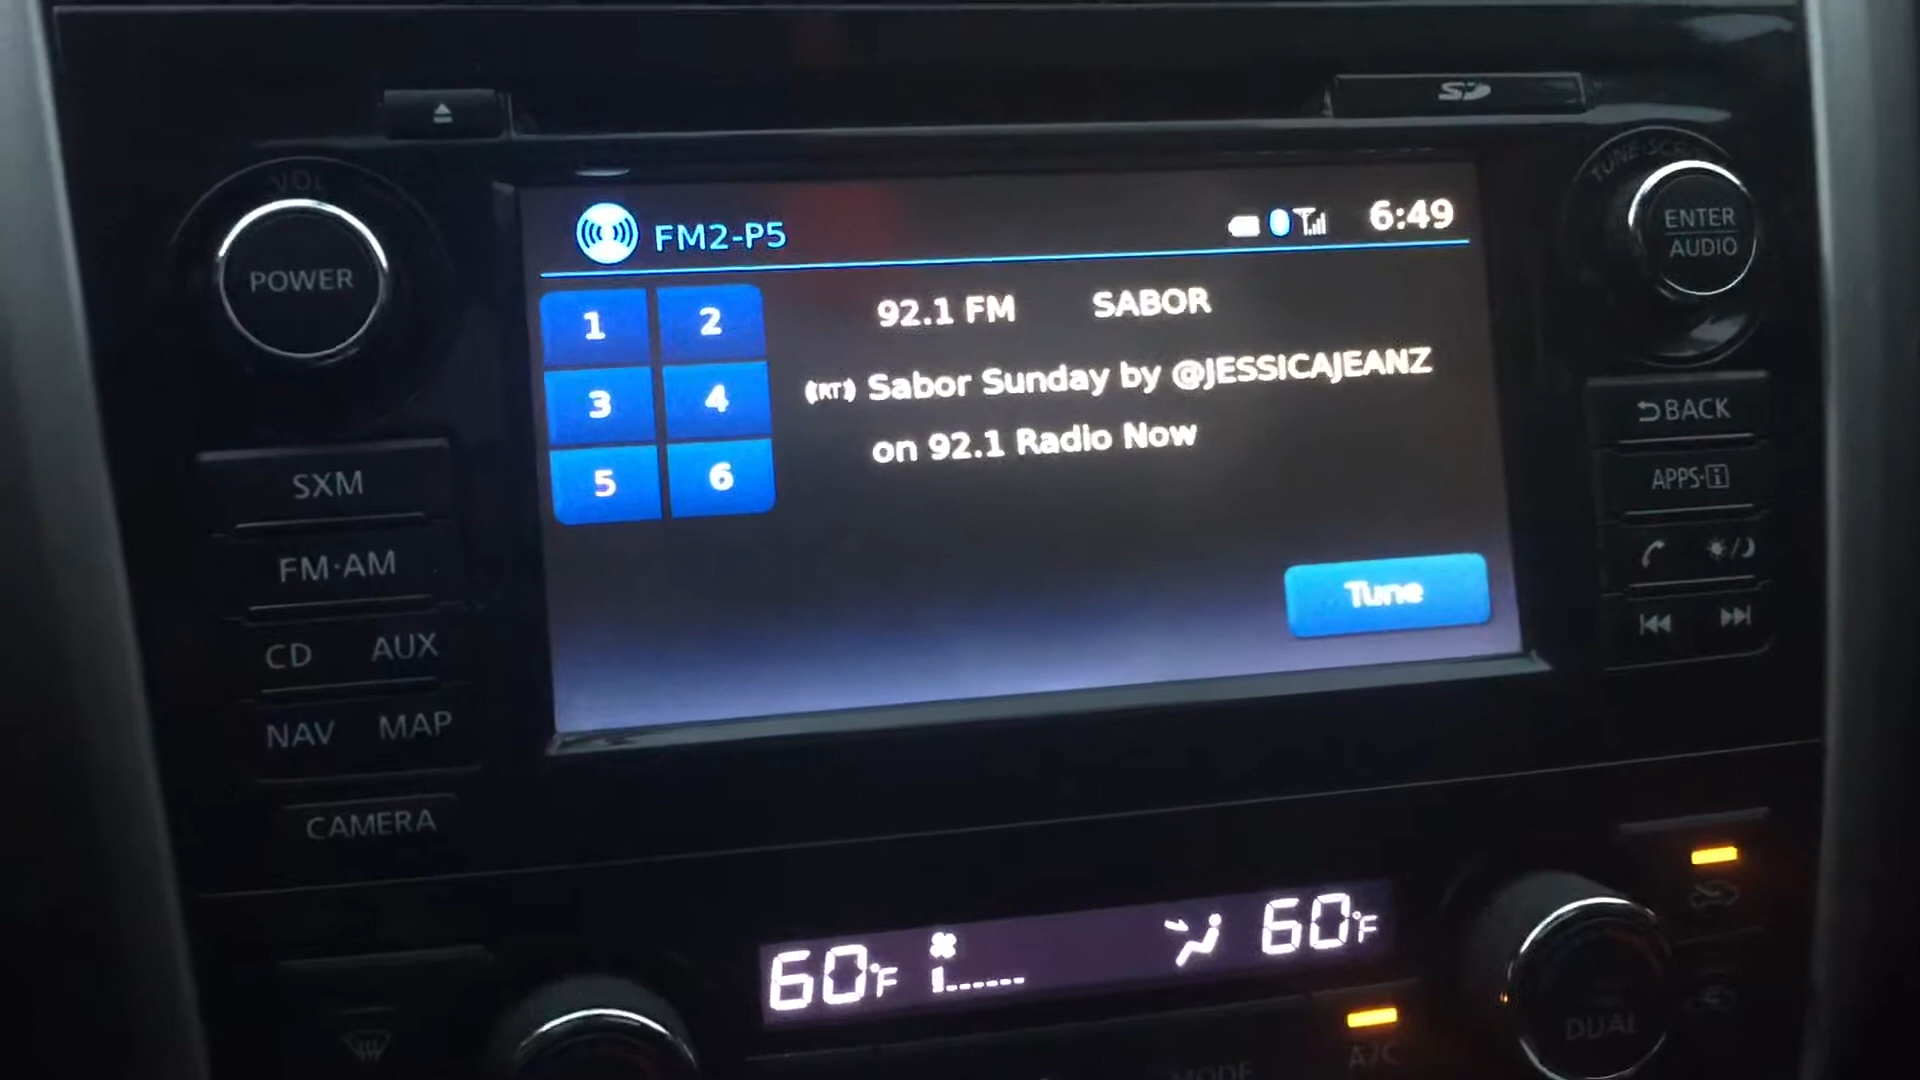 SD
VOL
POWER
TUNE·SCR
ENTER
AUDIO
FM2-P5
6:49
1
2
3
4
5
6
92.1 FM SABOR
(RT) Sabor Sunday by @JESSICAJEANZ
on 92.1 Radio Now
Tune
SXM
FM·AM
CD AUX
NAV MAP
CAMERA
BACK
APPS·i
60°F
60°F
A/C
MODE
DUAL